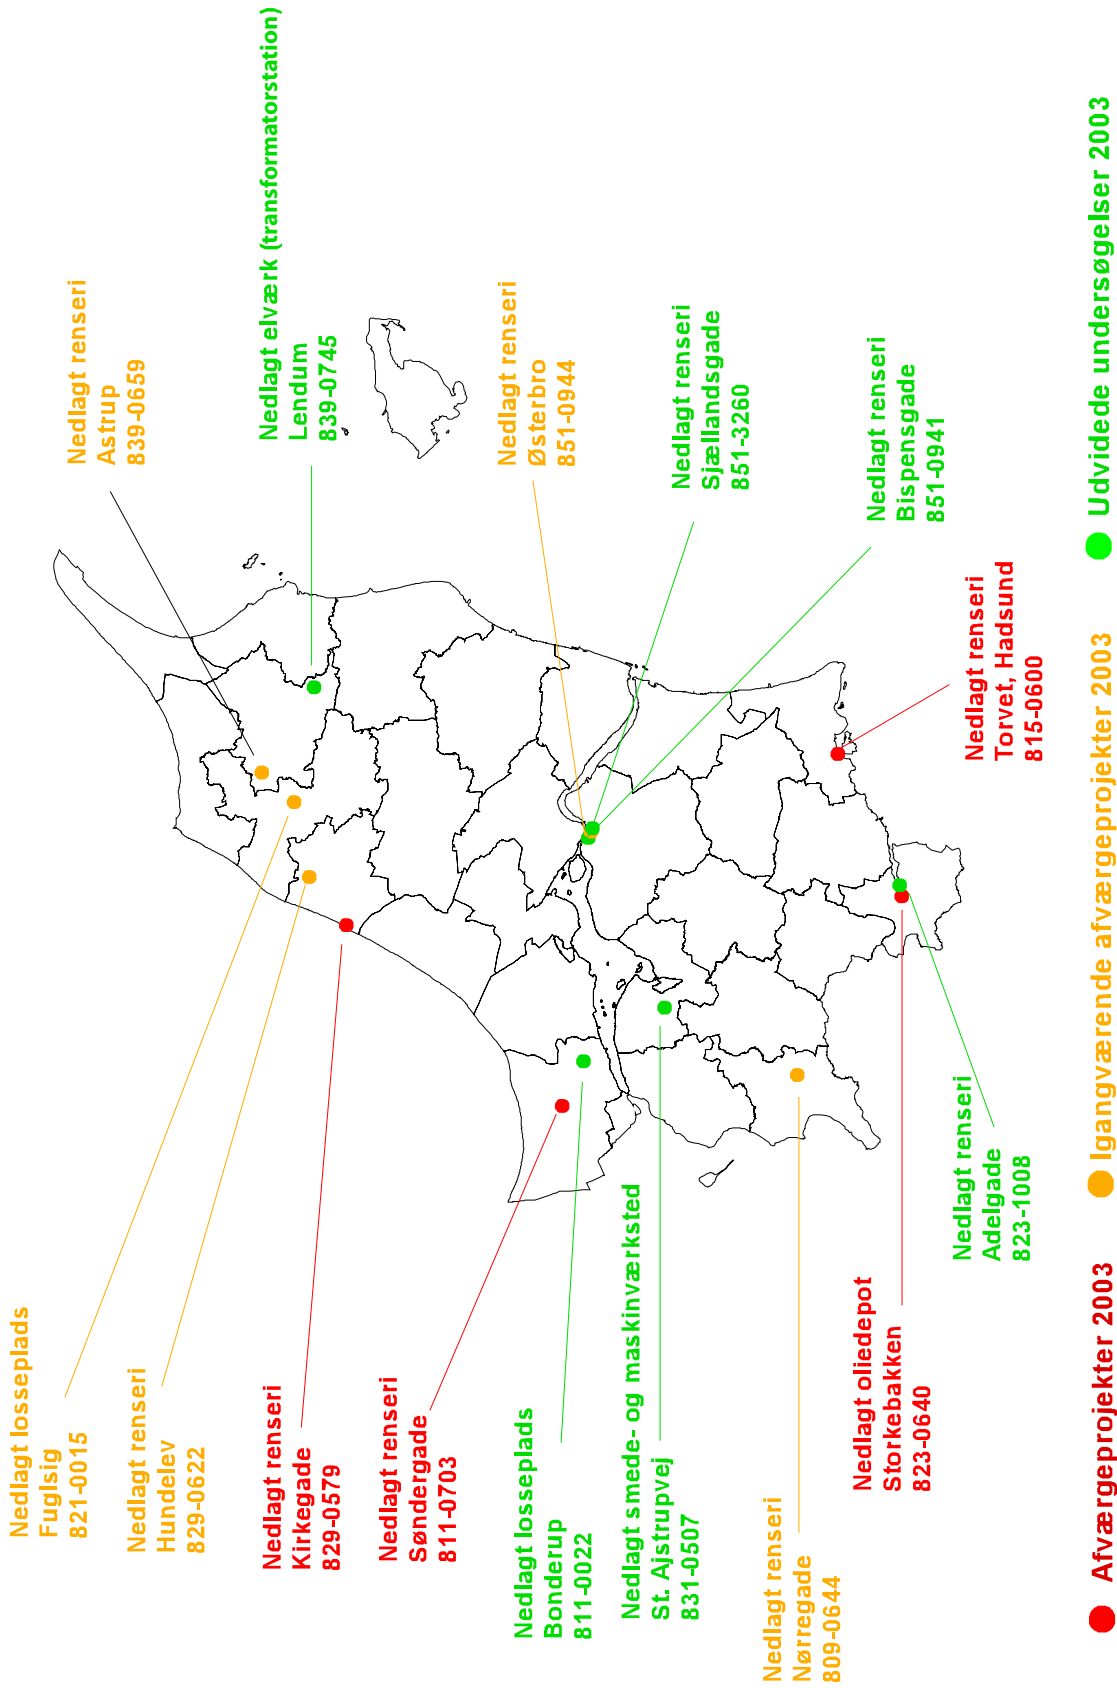 Nedlagt losseplads
Fuglsig
821-0015
Nedlagt renseri
Hundelev
829-0622
Nedlagt renseri
Kirkegade
829-0579
Nedlagt renseri
Søndergade
811-0703
Nedlagt losseplads
Bonderup
811-0022
Nedlagt smede- og maskinværksted
St. Ajstrupvej
831-0507
Nedlagt renseri
Nørregade
809-0644
Nedlagt oliedepot
Storkebakken
823-0640
Nedlagt renseri
Adelgade
823-1008
Nedlagt renseri
Astrup
839-0659
Nedlagt elværk (transformatorstation)
Lendum
839-0745
Nedlagt renseri
Østerbro
851-0944
Nedlagt renseri
Sjællandsgade
851-3260
Nedlagt renseri
Bispensgade
851-0941
Nedlagt renseri
Torvet, Hadsund
815-0600
Afværgeprojekter 2003
Igangværende afværgeprojekter 2003
Udvidede undersøgelser 2003